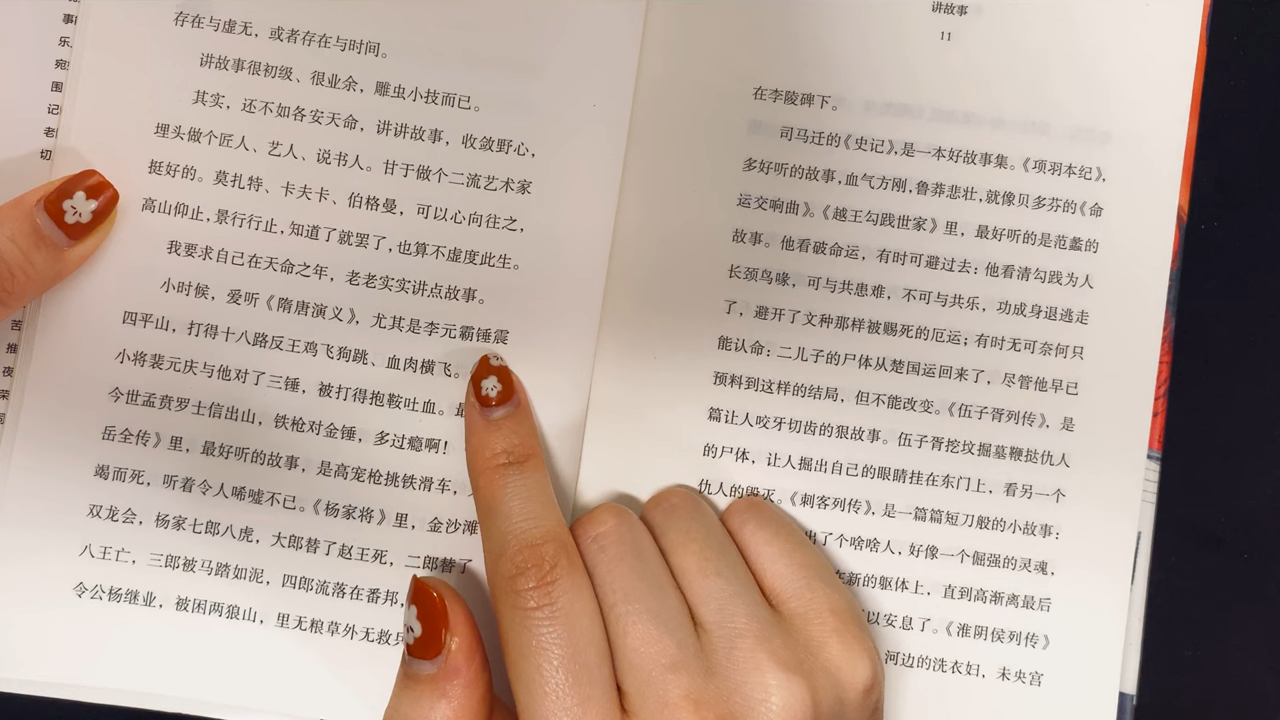 存在与虚无，或者存在与时间。
讲故事很初级、很业余，雕虫小技而已。
其实，还不如各安天命，讲讲故事，收敛野心，
埋头做个匠人、艺人、说书人。甘于做个二流艺术家
挺好的。莫扎特、卡夫卡、伯格曼，可以心向往之，
高山仰止，景行行止，知道了就罢了，也算不虚度此生。
我要求自己在天命之年，老老实实讲点故事。
小时候，爱听《隋唐演义》，尤其是李元霸锤震
四平山，打得十八路反王鸡飞狗跳、血肉横飞。
小将裴元庆与他对了三锤，被打得抱鞍吐血。
今世孟贲罗士信出山，铁枪对金锤，多过瘾啊！
岳全传》里，最好听的故事，是高宠枪挑铁滑车，
竭而死，听着令人唏嘘不已。《杨家将》里，金沙滩
双龙会，杨家七郎八虎，大郎替了赵王死，二郎替了
八王亡，三郎被马踏如泥，四郎流落在番邦，
令公杨继业，被困两狼山，里无粮草外无救兵
讲故事
11
在李陵碑下。
司马迁的《史记》，是一本好故事集。《项羽本纪》，
多好听的故事，血气方刚，鲁莽悲壮，就像贝多芬的《命
运交响曲》。《越王勾践世家》里，最好听的是范蠡的
故事。他看破命运，有时可避过去：他看清勾践为人
长颈鸟喙，可与共患难，不可与共乐，功成身退逃走
了，避开了文种那样被赐死的厄运；有时无可奈何只
能认命：二儿子的尸体从楚国运回来了，尽管他早已
预料到这样的结局，但不能改变。《伍子胥列传》，是
篇让人咬牙切齿的狠故事。伍子胥挖坟掘墓鞭挞仇人
的尸体，让人掘出自己的眼睛挂在东门上，看另一个
仇人的毁灭。《刺客列传》，是一篇篇短刀般的小故事：
出了个啥啥人，好像一个倔强的灵魂，
在新的躯体上，直到高渐离最后
以安息了。《淮阴侯列传》
河边的洗衣妇，未央宫